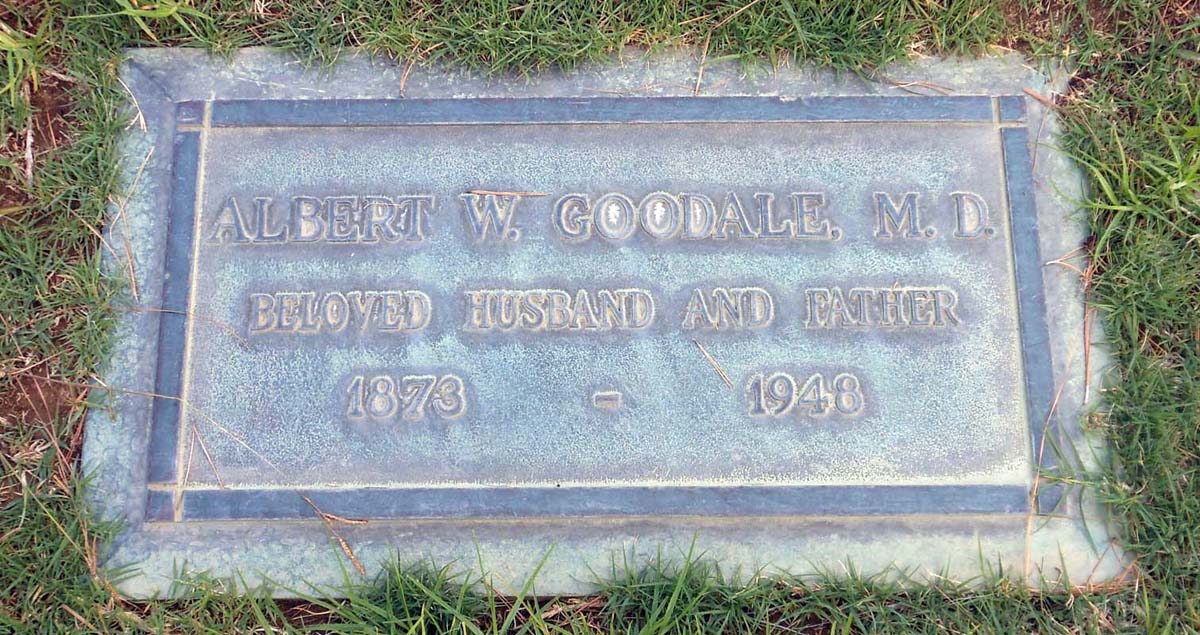 ALBERT W. GOODALE, M.D.
BELOVED HUSBAND AND FATHER
1873 - 1948